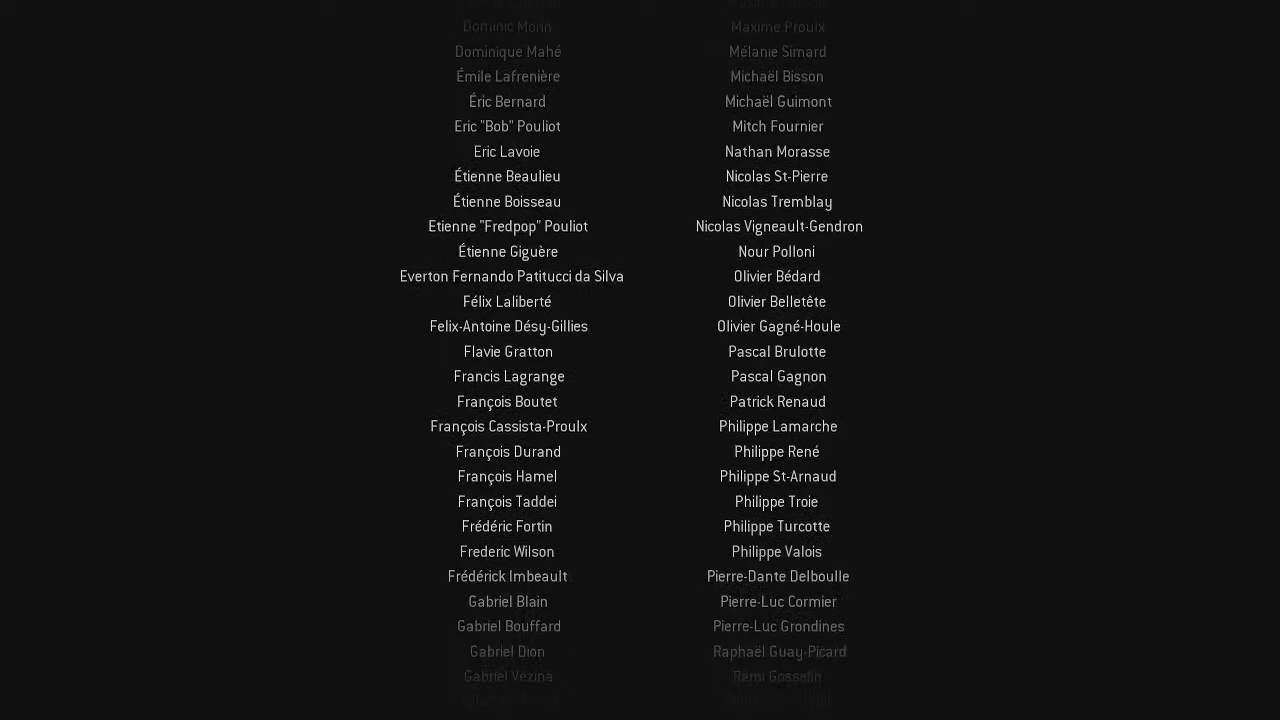 Dominic Morin
Dominique Mahé
Émile Lafrenière
Éric Bernard
Eric "Bob" Pouliot
Eric Lavoie
Étienne Beaulieu
Étienne Boisseau
Etienne "Fredpop" Pouliot
Étienne Giguère
Everton Fernando Patitucci da Silva
Félix Laliberté
Felix-Antoine Désy-Gillies
Flavie Gratton
Francis Lagrange
François Boutet
François Cassista-Proulx
François Durand
François Hamel
François Taddei
Frédéric Fortin
Frederic Wilson
Frédérick Imbeault
Gabriel Blain
Gabriel Bouffard
Gabriel Dion
Gabriel Vézina
Maxime Proulx
Mélanie Simard
Michaël Bisson
Michaël Guimont
Mitch Fournier
Nathan Morasse
Nicolas St-Pierre
Nicolas Tremblay
Nicolas Vigneault-Gendron
Nour Polloni
Olivier Bédard
Olivier Belletête
Olivier Gagné-Houle
Pascal Brulotte
Pascal Gagnon
Patrick Renaud
Philippe Lamarche
Philippe René
Philippe St-Arnaud
Philippe Troie
Philippe Turcotte
Philippe Valois
Pierre-Dante Delboulle
Pierre-Luc Cormier
Pierre-Luc Grondines
Raphaël Guay-Picard
Rémi Gosselin